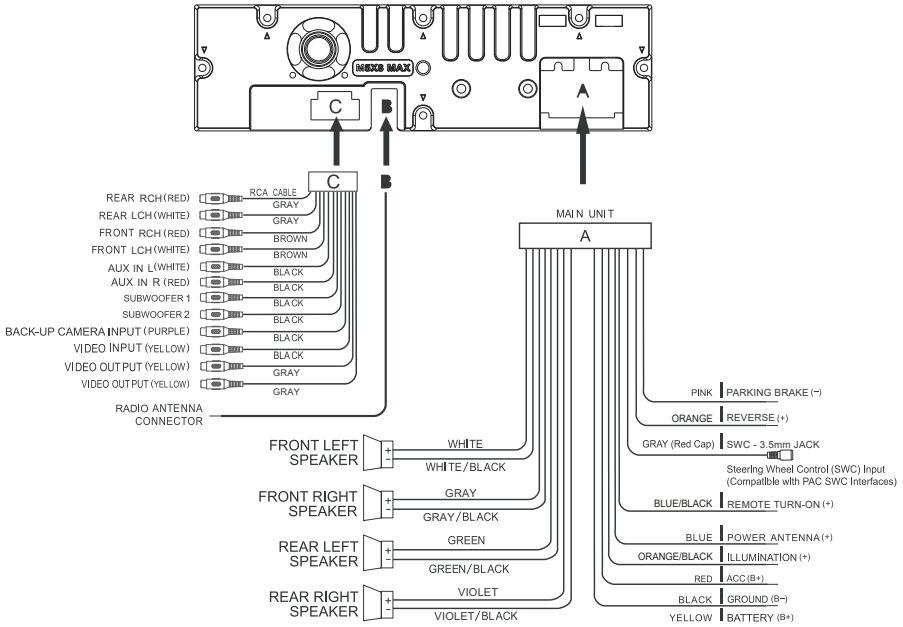 M5X8 MAX
C
B
A
C
B
RCA CABLE
REAR RCH (RED)
GRAY
REAR LCH (WHITE)
GRAY
FRONT RCH (RED)
BROWN
FRONT LCH (WHITE)
BROWN
AUX IN L (WHITE)
BLACK
AUX IN R (RED)
BLACK
SUBWOOFER 1
BLACK
SUBWOOFER 2
BLACK
BACK-UP CAMERA INPUT (PURPLE)
BLACK
VIDEO INPUT (YELLOW)
BLACK
VIDEO OUTPUT (YELLOW)
GRAY
VIDEO OUTPUT (YELLOW)
GRAY
RADIO ANTENNA
CONNECTOR
MAIN UNIT
A
FRONT LEFT
SPEAKER
+
-
WHITE
WHITE/BLACK
FRONT RIGHT
SPEAKER
+
-
GRAY
GRAY/BLACK
REAR LEFT
SPEAKER
+
-
GREEN
GREEN/BLACK
REAR RIGHT
SPEAKER
+
-
VIOLET
VIOLET/BLACK
PINK PARKING BRAKE (-)
ORANGE REVERSE (+)
GRAY (Red Cap) SWC - 3.5mm JACK
Steering Wheel Control (SWC) Input
(Compatible with PAC SWC Interfaces)
BLUE/BLACK REMOTE TURN-ON (+)
BLUE POWER ANTENNA (+)
ORANGE/BLACK ILLUMINATION (+)
RED ACC (B+)
BLACK GROUND (B-)
YELLOW BATTERY (B+)